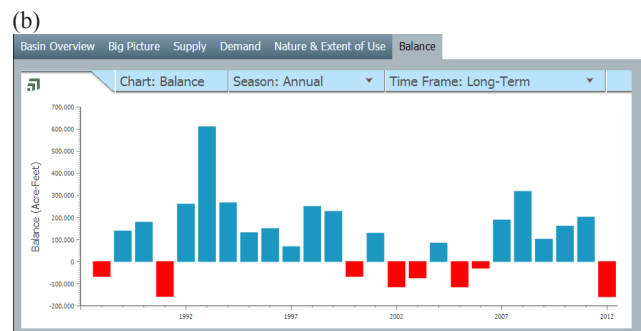 (b)
Basin Overview Big Picture Supply Demand Nature & Extent of Use Balance
Chart: Balance Season: Annual Time Frame: Long-Term
700.000
600.000
500.000
400.000
300.000
200.000
100.000
0
-100.000
-200.000
Balance (Acre-Feet)
1992 1997 2002 2007 2012